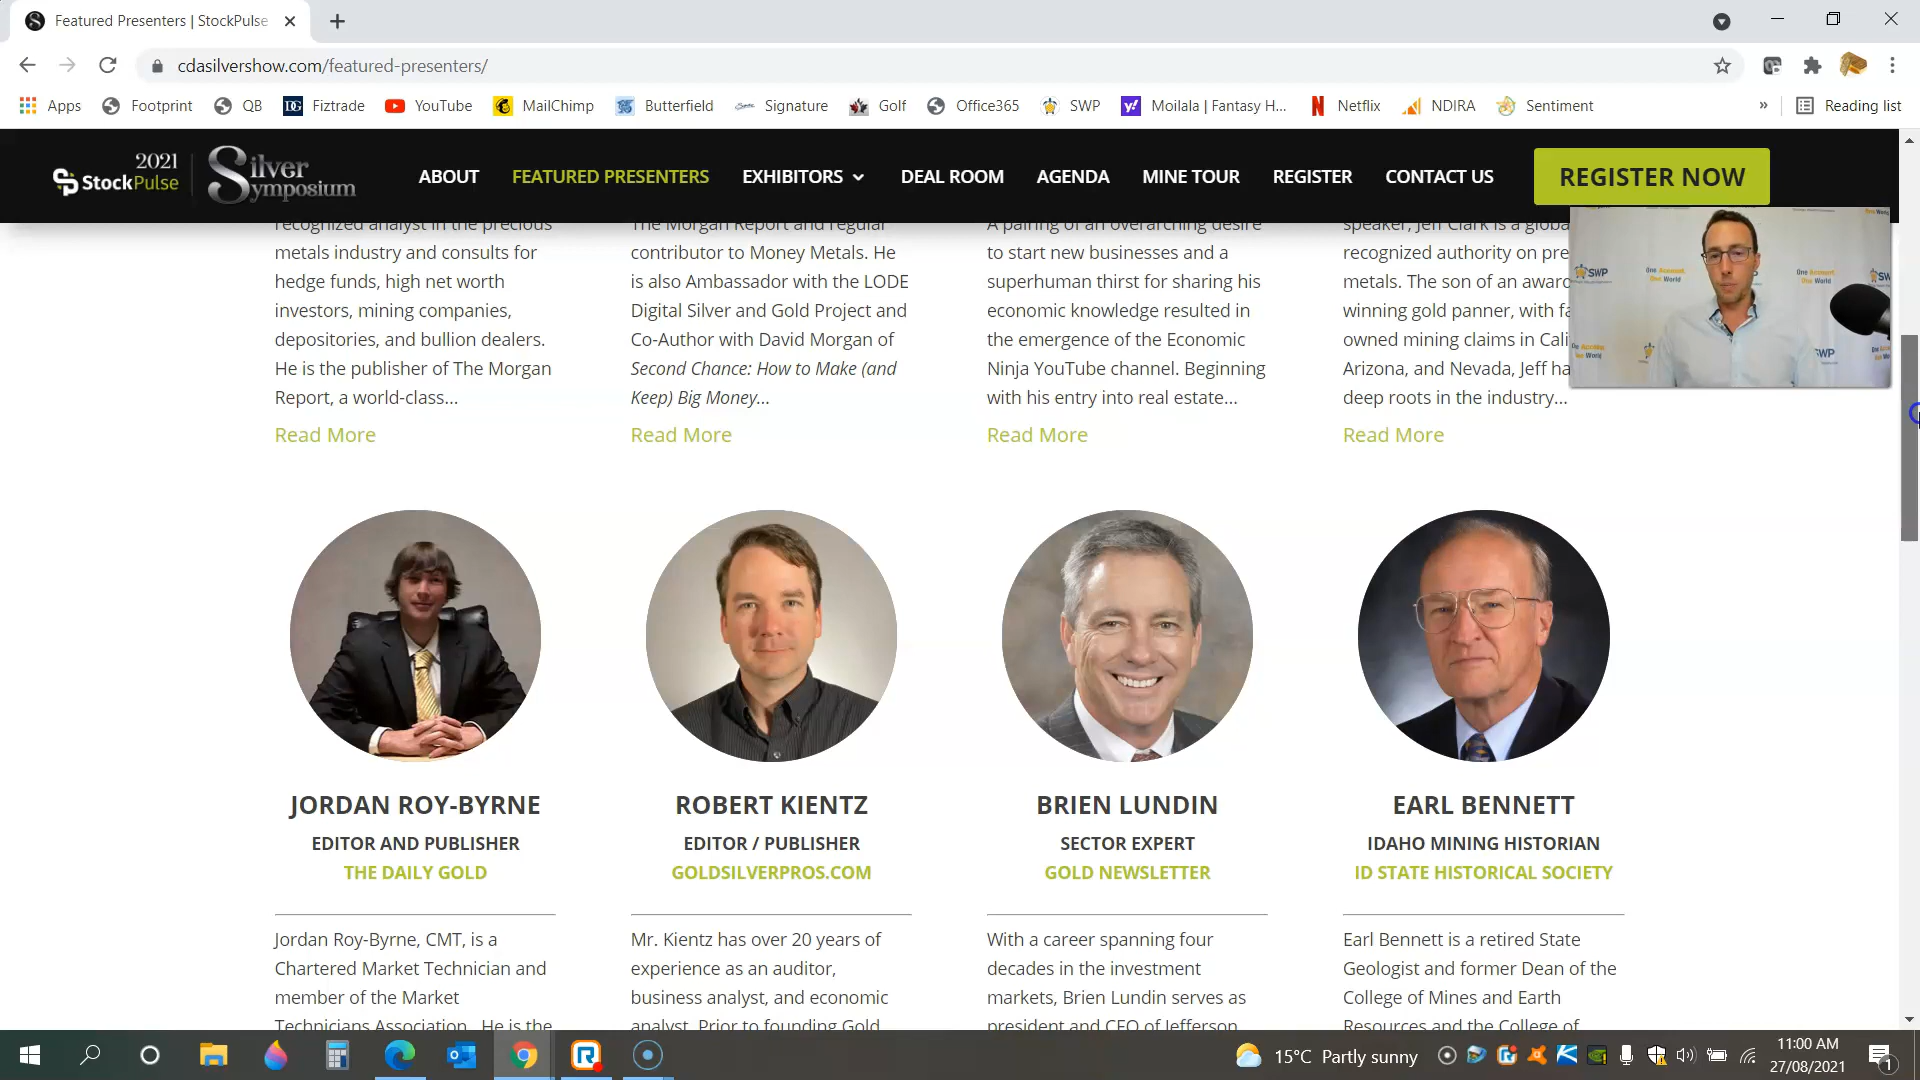 Featured Presenters | StockPulse
cdasilvershow.com/featured-presenters/
Apps Footprint QB Fiztrade YouTube MailChimp Butterfield Signature Golf Office365 SWP Moilala | Fantasy H... Netflix NDIRA Sentiment » Reading list
2021 StockPulse Silver Symposium
ABOUT FEATURED PRESENTERS EXHIBITORS DEAL ROOM AGENDA MINE TOUR REGISTER CONTACT US REGISTER NOW
recognized analyst in the precious
metals industry and consults for
hedge funds, high net worth
investors, mining companies,
depositories, and bullion dealers.
He is the publisher of The Morgan
Report, a world-class...
Read More
The Morgan Report and regular
contributor to Money Metals. He
is also Ambassador with the LODE
Digital Silver and Gold Project and
Co-Author with David Morgan of
Second Chance: How to Make (and
Keep) Big Money...
Read More
A pairing of an overarching desire
to start new businesses and a
superhuman thirst for sharing his
economic knowledge resulted in
the emergence of the Economic
Ninja YouTube channel. Beginning
with his entry into real estate...
Read More
speaker, Jeff Clark is a globa
recognized authority on pre
metals. The son of an award
winning gold panner, with fa
owned mining claims in Cali
Arizona, and Nevada, Jeff ha
deep roots in the industry...
Read More
SWP
One Account,
One World
One Account,
One World
SWP
JORDAN ROY-BYRNE
EDITOR AND PUBLISHER
THE DAILY GOLD
Jordan Roy-Byrne, CMT, is a
Chartered Market Technician and
member of the Market
Technicians Association. He is the
ROBERT KIENTZ
EDITOR / PUBLISHER
GOLDSILVERPROS.COM
Mr. Kientz has over 20 years of
experience as an auditor,
business analyst, and economic
analyst. Prior to founding Gold
BRIEN LUNDIN
SECTOR EXPERT
GOLD NEWSLETTER
With a career spanning four
decades in the investment
markets, Brien Lundin serves as
president and CEO of Jefferson
EARL BENNETT
IDAHO MINING HISTORIAN
ID STATE HISTORICAL SOCIETY
Earl Bennett is a retired State
Geologist and former Dean of the
College of Mines and Earth
Resources and the College of
15°C Partly sunny
11:00 AM
27/08/2021
1